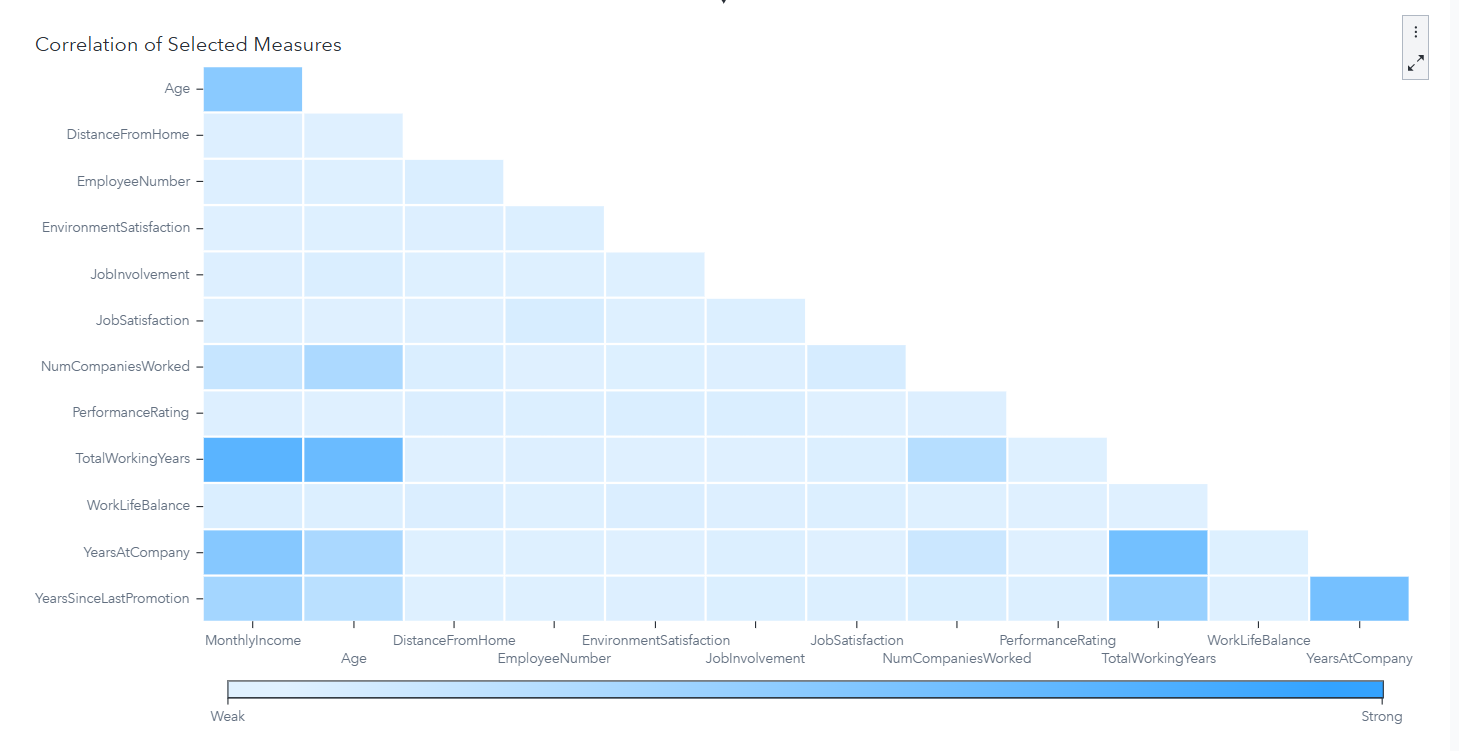 Correlation of Selected Measures
Age
DistanceFromHome
EmployeeNumber
EnvironmentSatisfaction
JobInvolvement
JobSatisfaction
NumCompaniesWorked
PerformanceRating
TotalWorkingYears
WorkLifeBalance
YearsAtCompany
YearsSinceLastPromotion
MonthlyIncome DistanceFromHome EnvironmentSatisfaction JobSatisfaction PerformanceRating WorkLifeBalance
Age EmployeeNumber JobInvolvement NumCompaniesWorked TotalWorkingYears YearsAtCompany
Weak Strong